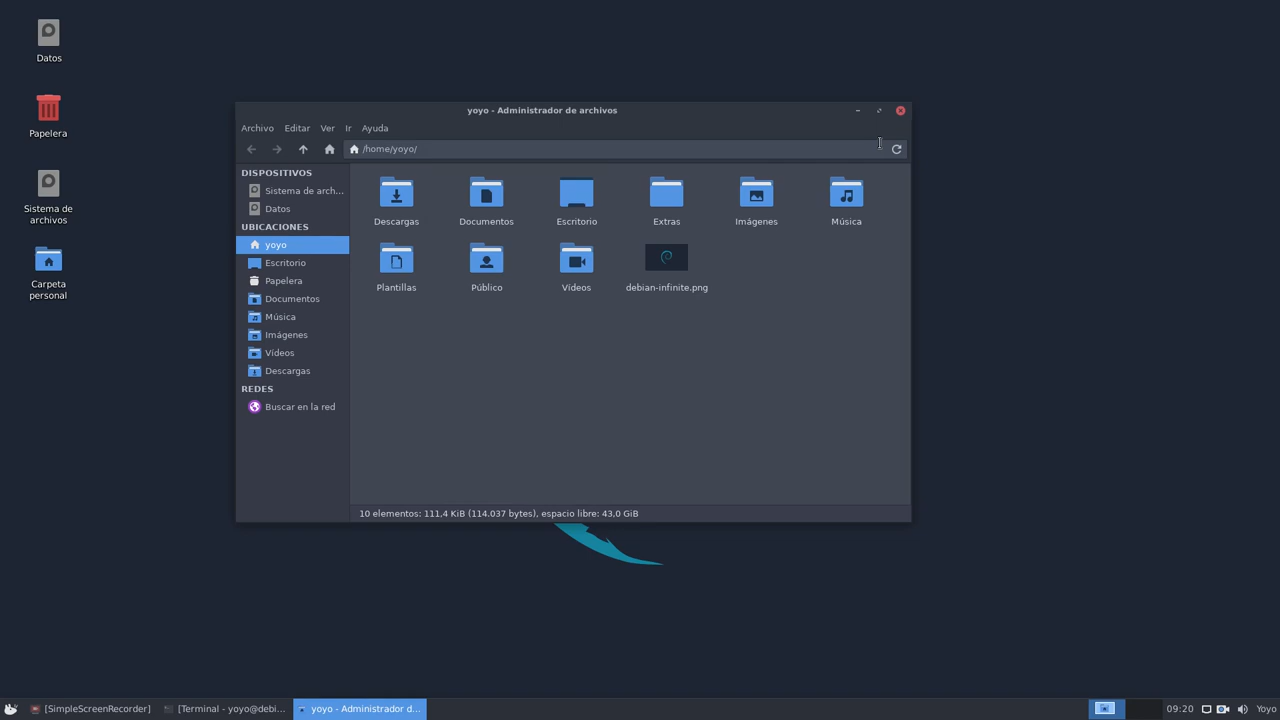 Datos
Papelera
Sistema de
archivos
Carpeta
personal
yoyo - Administrador de archivos
Archivo Editar Ver Ir Ayuda
/home/yoyo/
DISPOSITIVOS
Sistema de arch...
Datos
UBICACIONES
yoyo
Escritorio
Papelera
Documentos
Música
Imágenes
Vídeos
Descargas
REDES
Buscar en la red
Descargas Documentos Escritorio Extras Imágenes Música
Plantillas Público Vídeos debian-infinite.png
10 elementos: 111,4 KiB (114.037 bytes), espacio libre: 43,0 GiB
[SimpleScreenRecorder] [Terminal - yoyo@debi... yoyo - Administrador d... 09:20 Yoyo